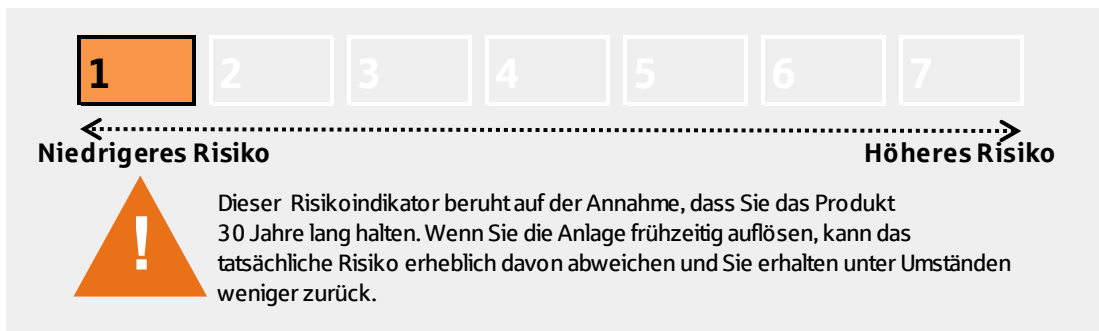 1 2 3 4 5 6 7
Niedrigeres Risiko Höheres Risiko
!
Dieser Risikoindikator beruht auf der Annahme, dass Sie das Produkt
30 Jahre lang halten. Wenn Sie die Anlage frühzeitig auflösen, kann das
tatsächliche Risiko erheblich davon abweichen und Sie erhalten unter Umständen
weniger zurück.